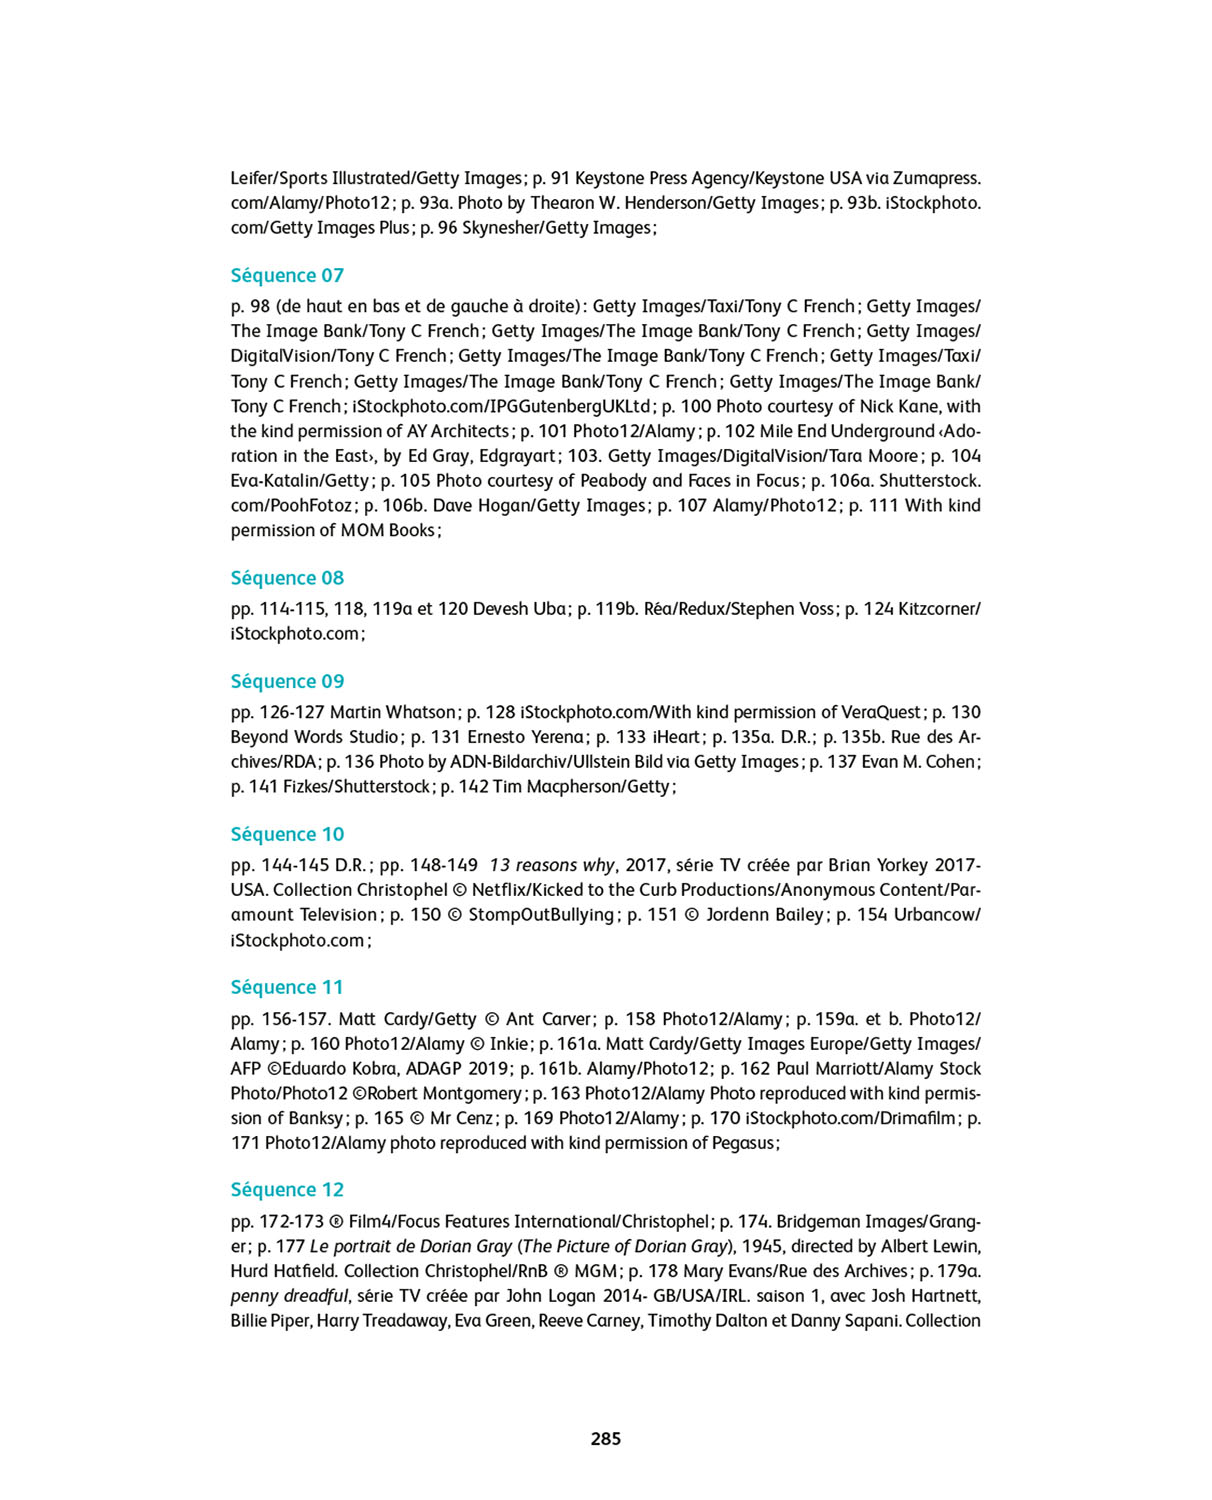 Leifer/Sports Illustrated/Getty Images ; p. 91 Keystone Press Agency/Keystone USA via Zumapress.
com/Alamy/Photo12 ; p. 93a. Photo by Thearon W. Henderson/Getty Images ; p. 93b. iStockphoto.
com/Getty Images Plus ; p. 96 Skynesher/Getty Images ;
Séquence 07
p. 98 (de haut en bas et de gauche à droite) : Getty Images/Taxi/Tony C French ; Getty Images/
The Image Bank/Tony C French ; Getty Images/The Image Bank/Tony C French ; Getty Images/
DigitalVision/Tony C French ; Getty Images/The Image Bank/Tony C French ; Getty Images/Taxi/
Tony C French ; Getty Images/The Image Bank/Tony C French ; Getty Images/The Image Bank/
Tony C French ; iStockphoto.com/IPGGutenbergUKLtd ; p. 100 Photo courtesy of Nick Kane, with
the kind permission of AY Architects ; p. 101 Photo12/Alamy ; p. 102 Mile End Underground ‹Ado-
ration in the East›, by Ed Gray, Edgrayart ; 103. Getty Images/DigitalVision/Tara Moore ; p. 104
Eva-Katalin/Getty ; p. 105 Photo courtesy of Peabody and Faces in Focus ; p. 106a. Shutterstock.
com/PoohFotoz ; p. 106b. Dave Hogan/Getty Images ; p. 107 Alamy/Photo12 ; p. 111 With kind
permission of MOM Books ;
Séquence 08
pp. 114-115, 118, 119a et 120 Devesh Uba ; p. 119b. Réa/Redux/Stephen Voss ; p. 124 Kitzcorner/
iStockphoto.com ;
Séquence 09
pp. 126-127 Martin Whatson ; p. 128 iStockphoto.com/With kind permission of VeraQuest ; p. 130
Beyond Words Studio ; p. 131 Ernesto Yerena ; p. 133 iHeart ; p. 135a. D.R. ; p. 135b. Rue des Ar-
chives/RDA ; p. 136 Photo by ADN-Bildarchiv/Ullstein Bild via Getty Images ; p. 137 Evan M. Cohen ;
p. 141 Fizkes/Shutterstock ; p. 142 Tim Macpherson/Getty ;
Séquence 10
pp. 144-145 D.R. ; pp. 148-149 13 reasons why, 2017, série TV créée par Brian Yorkey 2017-
USA. Collection Christophel © Netflix/Kicked to the Curb Productions/Anonymous Content/Par-
amount Television ; p. 150 © StompOutBullying ; p. 151 © Jordenn Bailey ; p. 154 Urbancow/
iStockphoto.com ;
Séquence 11
pp. 156-157. Matt Cardy/Getty © Ant Carver ; p. 158 Photo12/Alamy ; p. 159a. et b. Photo12/
Alamy ; p. 160 Photo12/Alamy © Inkie ; p. 161a. Matt Cardy/Getty Images Europe/Getty Images/
AFP ©Eduardo Kobra, ADAGP 2019 ; p. 161b. Alamy/Photo12 ; p. 162 Paul Marriott/Alamy Stock
Photo/Photo12 ©Robert Montgomery ; p. 163 Photo12/Alamy Photo reproduced with kind permis-
sion of Banksy ; p. 165 © Mr Cenz ; p. 169 Photo12/Alamy ; p. 170 iStockphoto.com/Drimafilm ; p.
171 Photo12/Alamy photo reproduced with kind permission of Pegasus ;
Séquence 12
pp. 172-173 ® Film4/Focus Features International/Christophel ; p. 174. Bridgeman Images/Grang-
er ; p. 177 Le portrait de Dorian Gray (The Picture of Dorian Gray), 1945, directed by Albert Lewin,
Hurd Hatfield. Collection Christophel/RnB ® MGM ; p. 178 Mary Evans/Rue des Archives ; p. 179a.
penny dreadful, série TV créée par John Logan 2014- GB/USA/IRL. saison 1, avec Josh Hartnett,
Billie Piper, Harry Treadaway, Eva Green, Reeve Carney, Timothy Dalton et Danny Sapani. Collection
285